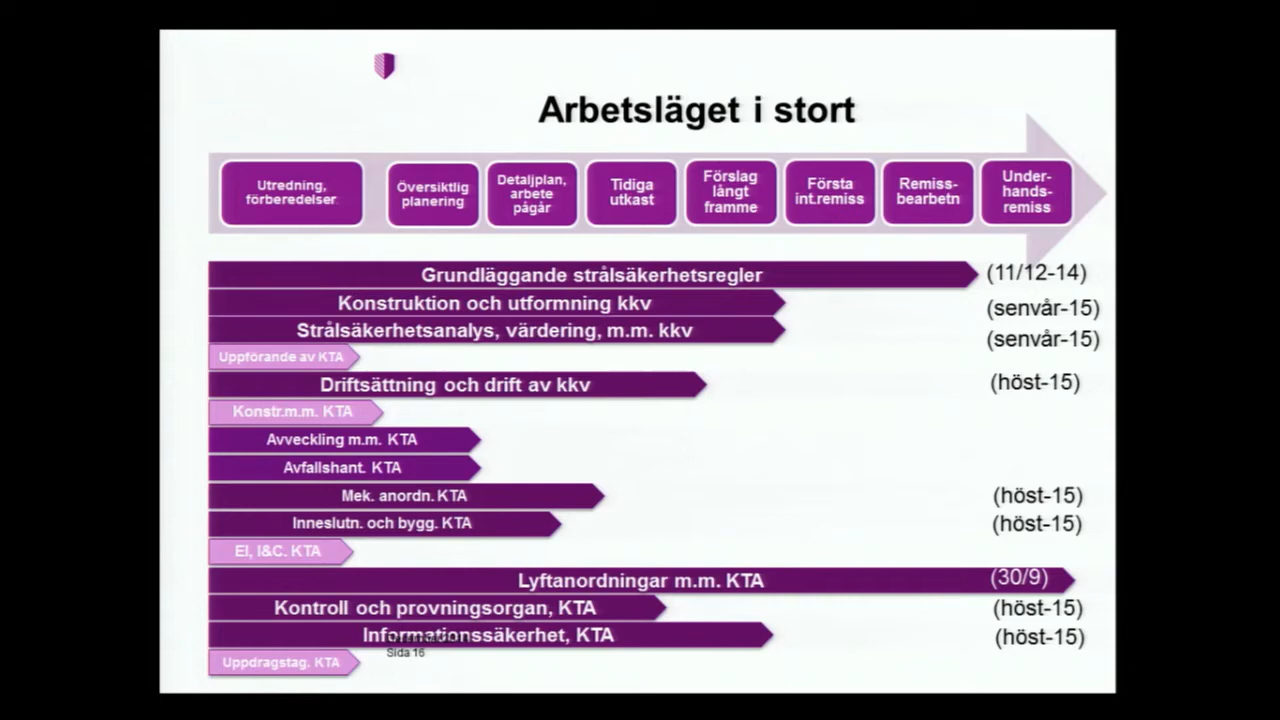 Arbetsläget i stort
Utredning,
förberedelser
Översiktlig
planering
Detaljplan,
arbete
pågår
Tidiga
utkast
Förslag
långt
framme
Första
int.remiss
Remiss-
bearbetn
Under-
hands-
remiss
Grundläggande strålsäkerhetsregler (11/12-14)
Konstruktion och utformning kkv (senvår-15)
Strålsäkerhetsanalys, värdering, m.m. kkv (senvår-15)
Uppförande av KTA
Driftsättning och drift av kkv (höst-15)
Konstr.m.m. KTA
Avveckling m.m. KTA
Avfallshant. KTA
Mek. anordn. KTA (höst-15)
Inneslutn. och bygg. KTA (höst-15)
El, I&C. KTA
Lyftanordningar m.m. KTA (30/9)
Kontroll och provningsorgan, KTA (höst-15)
Informationssäkerhet, KTA (höst-15)
Sida 16
Uppdragstag. KTA